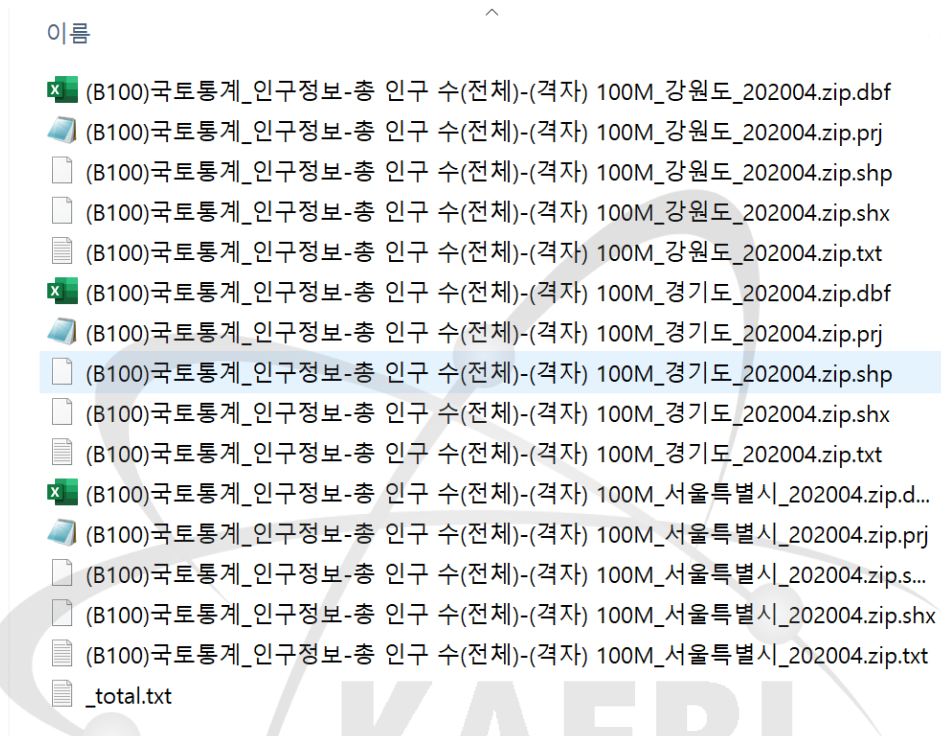 이름
(B100)국토통계_인구정보-총 인구 수(전체)-(격자) 100M_강원도_202004.zip.dbf
(B100)국토통계_인구정보-총 인구 수(전체)-(격자) 100M_강원도_202004.zip.prj
(B100)국토통계_인구정보-총 인구 수(전체)-(격자) 100M_강원도_202004.zip.shp
(B100)국토통계_인구정보-총 인구 수(전체)-(격자) 100M_강원도_202004.zip.shx
(B100)국토통계_인구정보-총 인구 수(전체)-(격자) 100M_강원도_202004.zip.txt
(B100)국토통계_인구정보-총 인구 수(전체)-(격자) 100M_경기도_202004.zip.dbf
(B100)국토통계_인구정보-총 인구 수(전체)-(격자) 100M_경기도_202004.zip.prj
(B100)국토통계_인구정보-총 인구 수(전체)-(격자) 100M_경기도_202004.zip.shp
(B100)국토통계_인구정보-총 인구 수(전체)-(격자) 100M_경기도_202004.zip.shx
(B100)국토통계_인구정보-총 인구 수(전체)-(격자) 100M_경기도_202004.zip.txt
(B100)국토통계_인구정보-총 인구 수(전체)-(격자) 100M_서울특별시_202004.zip.d...
(B100)국토통계_인구정보-총 인구 수(전체)-(격자) 100M_서울특별시_202004.zip.prj
(B100)국토통계_인구정보-총 인구 수(전체)-(격자) 100M_서울특별시_202004.zip.s...
(B100)국토통계_인구정보-총 인구 수(전체)-(격자) 100M_서울특별시_202004.zip.shx
(B100)국토통계_인구정보-총 인구 수(전체)-(격자) 100M_서울특별시_202004.zip.txt
_total.txt
KAERI